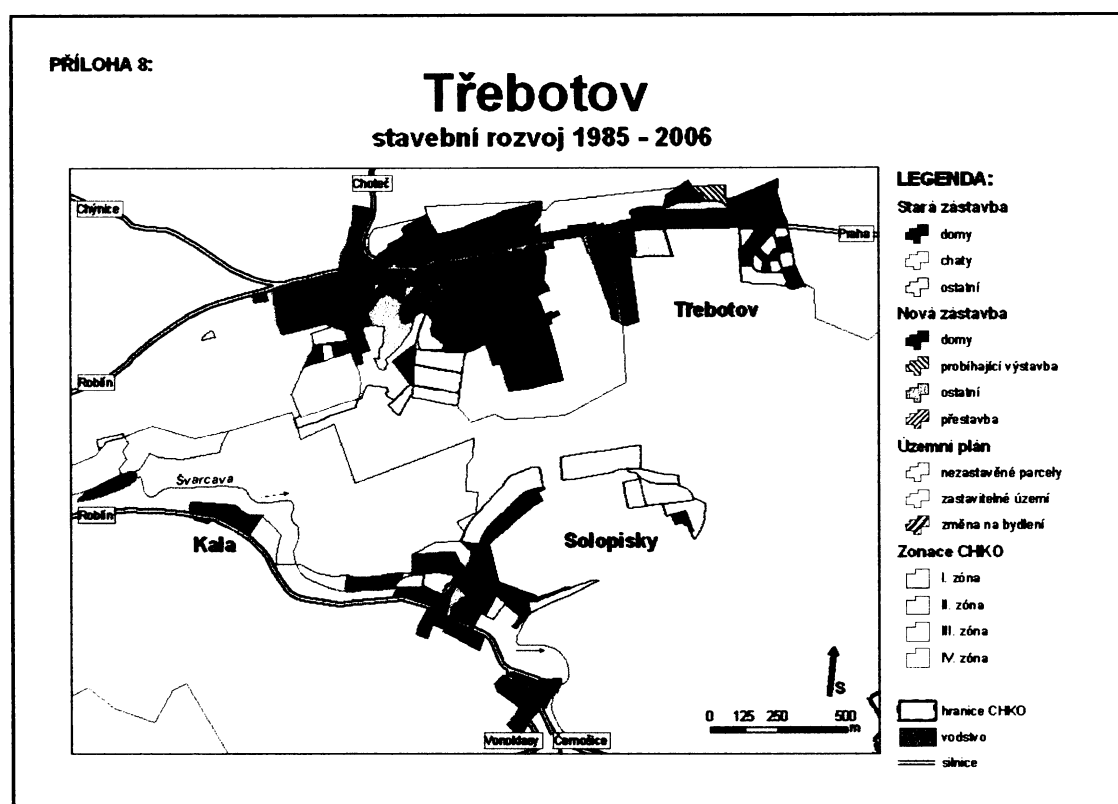 PŘÍLOHA 8:
Třebotov
stavební rozvoj 1985 - 2006
Choteč
Chýnice
Praha
Třebotov
Roblín
Švarcava
Roblín
Kala
Solopisky
S
0 125 250 500
m
Vonoklasy
Černošice
LEGENDA:
Stará zástavba
domy
chaty
ostatní
Nová zástavba
domy
probíhající výstavba
ostatní
přestavba
Územní plán
nezastavěné parcely
zastavitelné území
změna na bydlení
Zonace CHKO
I. zóna
II. zóna
III. zóna
IV. zóna
hranice CHKO
vodstvo
silnice